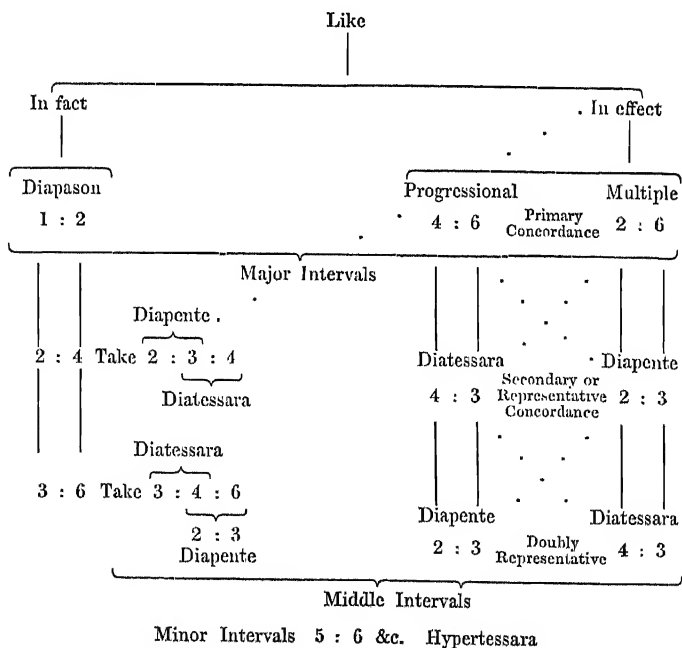 Like
In fact In effect
Diapason Progressional Multiple
1 : 2 4 : 6 Primary Concordance 2 : 6
Major Intervals
Diapente
2 : 4 Take 2 : 3 : 4
Diatessara
Diatessara Diapente
4 : 3 Secondary or Representative Concordance 2 : 3
Diatessara
3 : 6 Take 3 : 4 : 6
2 : 3
Diapente
Diapente Diatessara
2 : 3 Doubly Representative 4 : 3
Middle Intervals
Minor Intervals 5 : 6 &c. Hypertessara